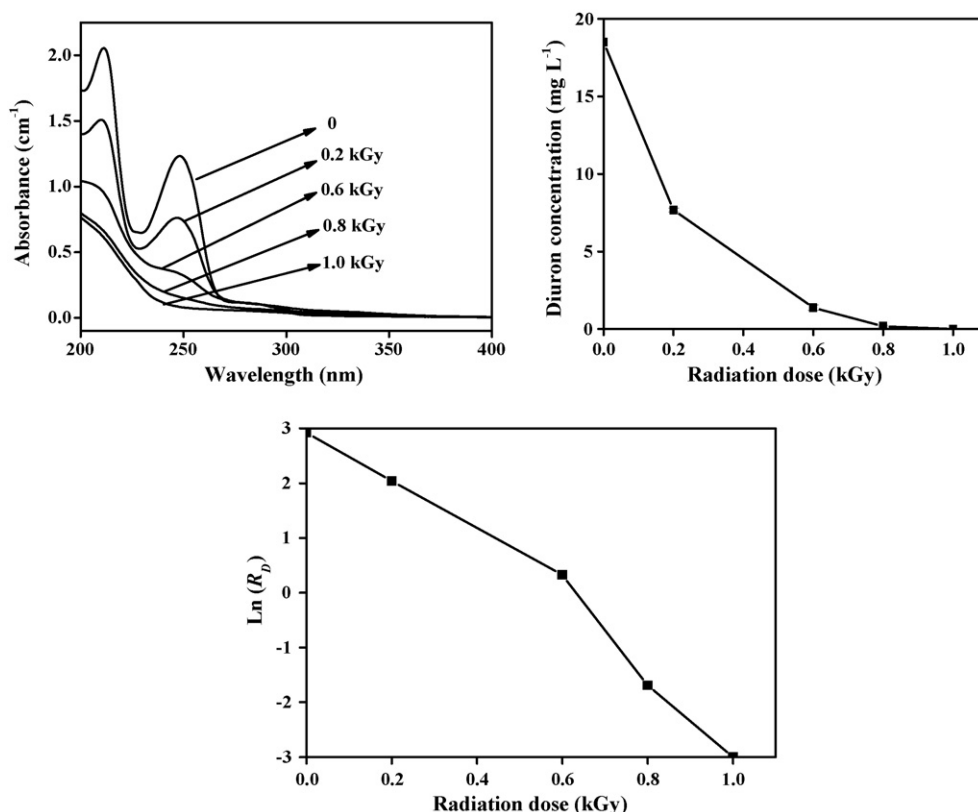 Absorbance (cm⁻¹)
2.0
1.5
1.0
0.5
0.0
0
0.2 kGy
0.6 kGy
0.8 kGy
1.0 kGy
200 250 300 350 400
Wavelength (nm)
Diuron concentration (mg L⁻¹)
20
15
10
5
0
0.0 0.2 0.4 0.6 0.8 1.0
Radiation dose (kGy)
Ln (R_D)
3
2
1
0
-1
-2
-3
0.0 0.2 0.4 0.6 0.8 1.0
Radiation dose (kGy)